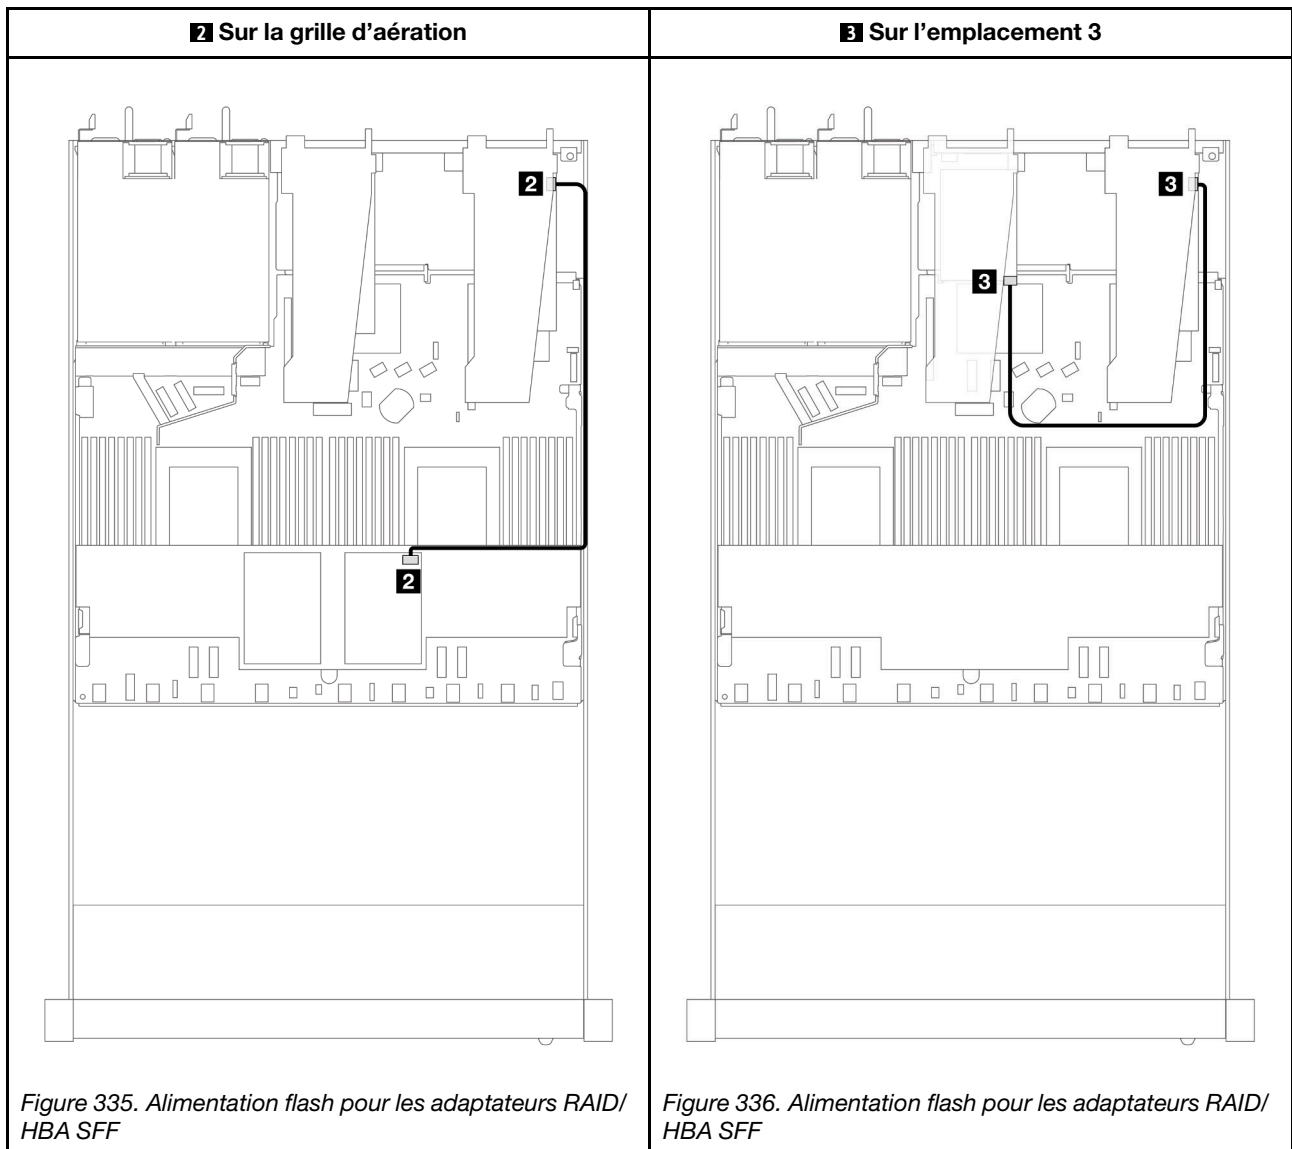 2 Sur la grille d'aération
3 Sur l'emplacement 3
2
2
3
3
Figure 335. Alimentation flash pour les adaptateurs RAID/
HBA SFF
Figure 336. Alimentation flash pour les adaptateurs RAID/
HBA SFF